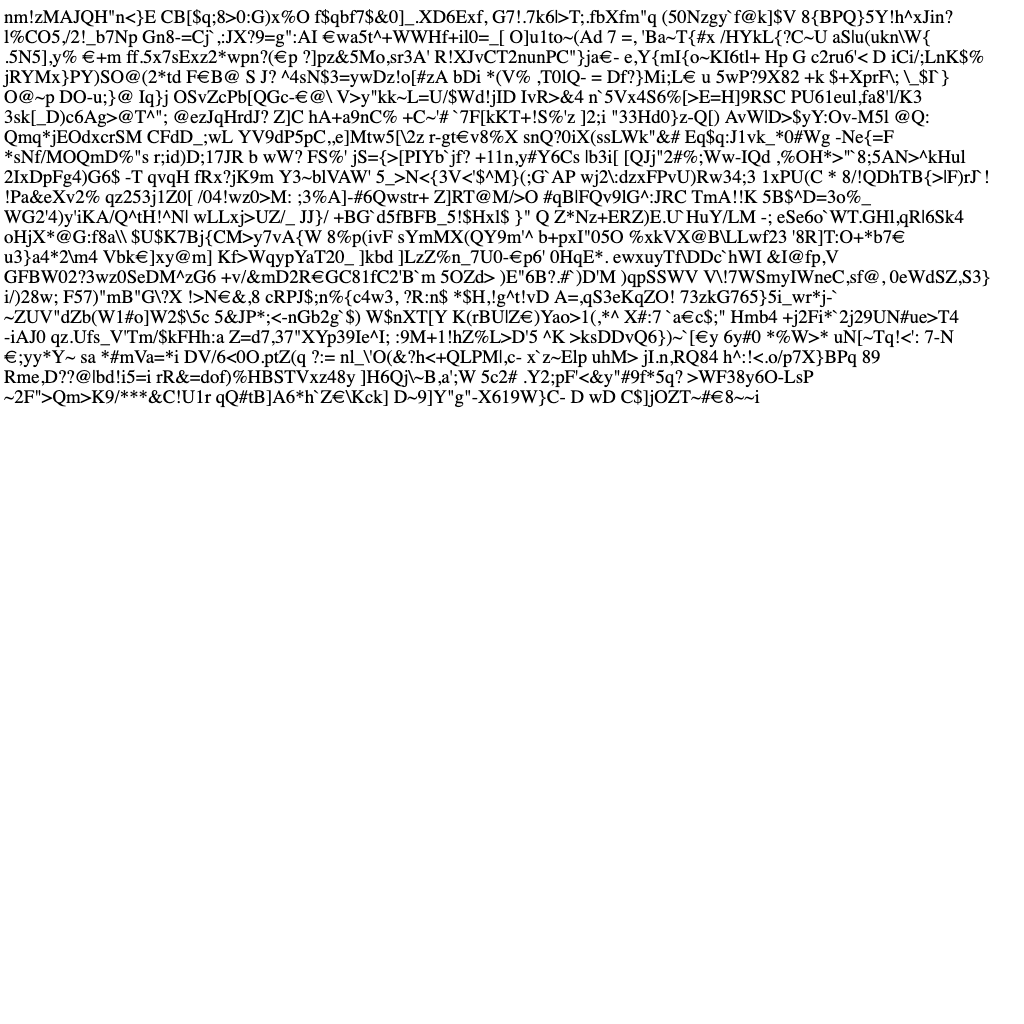 nm!zMAJQH"n<}E CB[$q;8>0:G)x%O f$qbf7$&0]_.XD6Exf, G7!.7k6|>T;.fbXfm"q (50Nzgy`f@k]$V 8{BPQ}5Y!h^xJin?
l%CO5,/2!_b7Np Gn8-=Cj`,:JX?9=g":AI €wa5t^+WWHf+il0=_[ O]u1to~(Ad 7 =, 'Ba~T{#x /HYkL{?C~U aS|u(ukn\W{
.5N5],y% €+m ff.5x7sExz2*wpn?(€p ?]pz&5Mo,sr3A' R!XJvCT2nunPC"}ja€- e,Y{mI{o~KI6tl+ Hp G c2ru6'< D iCi/;LnK$%
jRYMx}PY)SO@(2*td F€B@ S J? ^4sN$3=ywDz!o[#zA bDi *(V% ,T0lQ- = Df?}Mi;L€ u 5wP?9X82 +k $+XprF\; \_$I`}
O@~p DO-u;}@ Iq}j OSvZcPb[QGc-€@\ V>y"kk~L=U/$Wd!jID IvR>&4 n`5Vx4S6%[>E=H]9RSC PU61eul,fa8'l/K3
3sk[_D)c6Ag>@T^"; @ezJqHrdJ? Z]C hA+a9nC% +C~'# `7F[kKT+!S%'z ]2;i "33Hd0}z-Q[) AvW|D>$yY:Ov-M5l @Q:
Qmq*jEOdxcrSM CFdD_;wL YV9dP5pC,,e]Mtw5[\2z r-gt€v8%X snQ?0iX(ssLWk"&# Eq$q:J1vk_*0#Wg -Ne{=F
*sNf/MOQmD%"s r;id)D;17JR b wW? FS%' jS={>[PIYb`jf? +11n,y#Y6Cs |b3i[ [QJj"2#%;Ww-IQd ,%OH*>"`8;5AN>^kHul
2IxDpFg4)G6$ -T qvqH fRx?jK9m Y3~blVAW' 5_>N<{3V<'$^M}(;G`AP wj2\:dzxFPvU)Rw34;3 1xPU(C * 8/!QDhTB{>|F)rJ`!
!Pa&eXv2% qz253j1Z0[ /04!wz0>M: ;3%A]-#6Qwstr+ Z]RT@M/>O #qB|FQv9lG^:JRC TmA!!K 5B$^D=3o%_
WG2'4)y'iKA/Q^tH!^N| wLLxj>UZ/_ JJ}/ +BG`d5fBFB_5!$Hxl$ }" Q Z*Nz+ERZ)E.U`HuY/LM -; eSe6o`WT.GHl,qR|6Sk4
oHjX*@G:f8a\\ $U$K7Bj{CM>y7vA{W 8%p(ivF sYmMX(QY9m'^ b+pxI"05O %xkVX@B\LLwf23 '8R]T:O+*b7€
u3}a4*2\m4 Vbk€]xy@m] Kf>WqypYaT20_ ]kbd ]LzZ%n_7U0-€p6' 0HqE*. ewxuyTf\DDc`hWI &I@fp,V
GFBW02?3wz0SeDM^zG6 +v/&mD2R€GC81fC2'B`m 5OZd> )E"6B?.#`)D'M )qpSSWV V\!7WSmyIWneC,sf@, 0eWdSZ,S3}
i/)28w; F57)"mB"G\?X !>N€&,8 cRPJ$;n%{c4w3, ?R:n$ *$H,!g^t!vD A=,qS3eKqZO! 73zkG765}5i_wr*j-`
~ZUV"dZb(W1#o]W2$\5c 5&JP*;<-nGb2g`$) W$nXT[Y K(rBU|Z€)Yao>1(,*^ X#:7 `a€c$;" Hmb4 +j2Fi*`2j29UN#ue>T4
-iAJ0 qz.Ufs_V'Tm/$kFHh:a Z=d7,37"XYp39Ie^I; :9M+1!hZ%L>D'5 ^K >ksDDvQ6})~`[€y 6y#0 *%W>* uN[~Tq!<': 7-N
€;yy*Y~ sa *#mVa=*i DV/6<0O.ptZ(q ?:= nl_\'O(&?h<+QLPM|,c- x`z~Elp uhM> jI.n,RQ84 h^:!<.o/p7X}BPq 89
Rme,D??@|bd!i5=i rR&=dof)%HBSTVxz48y ]H6Qj\~B,a';W 5c2# .Y2;pF'<&y"#9f*5q? >WF38y6O-LsP
~2F">Qm>K9/***&C!U1r qQ#tB]A6*h`Z€\Kck] D~9]Y"g"-X619W}C- D wD C$]jOZT~#€8~~i